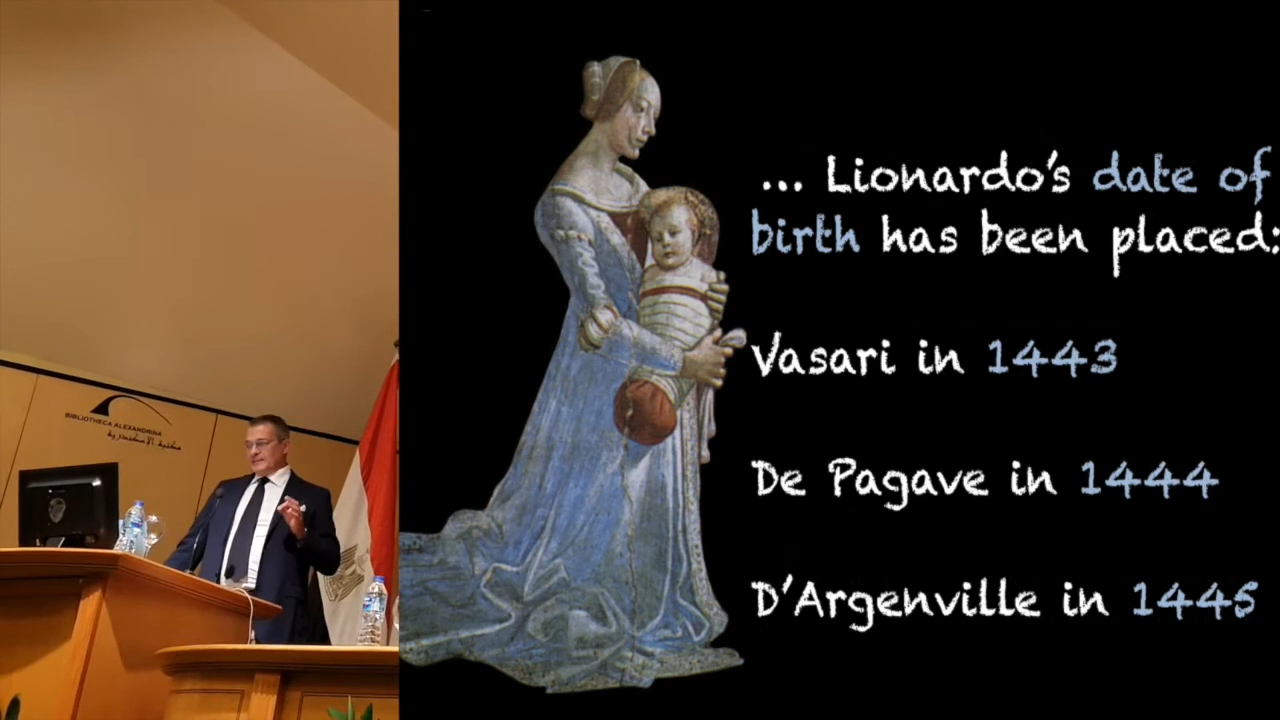 BIBLIOTHECA ALEXANDRINA
مكتبة الإسكندرية
... Lionardo's date of
birth has been placed:
Vasari in 1443
De Pagave in 1444
D'Argenville in 1445